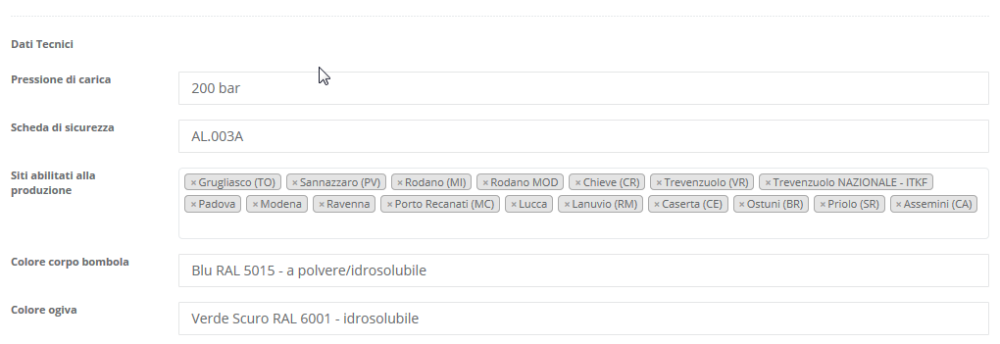 Dati Tecnici
Pressione di carica
200 bar
Scheda di sicurezza
AL.003A
Siti abilitati alla
produzione
×Grugliasco (TO) ×Sannazzaro (PV) ×Rodano (MI) ×Rodano MOD ×Chieve (CR) ×Trevenzuolo (VR) ×Trevenzuolo NAZIONALE - ITKF
×Padova ×Modena ×Ravenna ×Porto Recanati (MC) ×Lucca ×Lanuvio (RM) ×Caserta (CE) ×Ostuni (BR) ×Priolo (SR) ×Assemini (CA)
Colore corpo bombola
Blu RAL 5015 - a polvere/idrosolubile
Colore ogiva
Verde Scuro RAL 6001 - idrosolubile